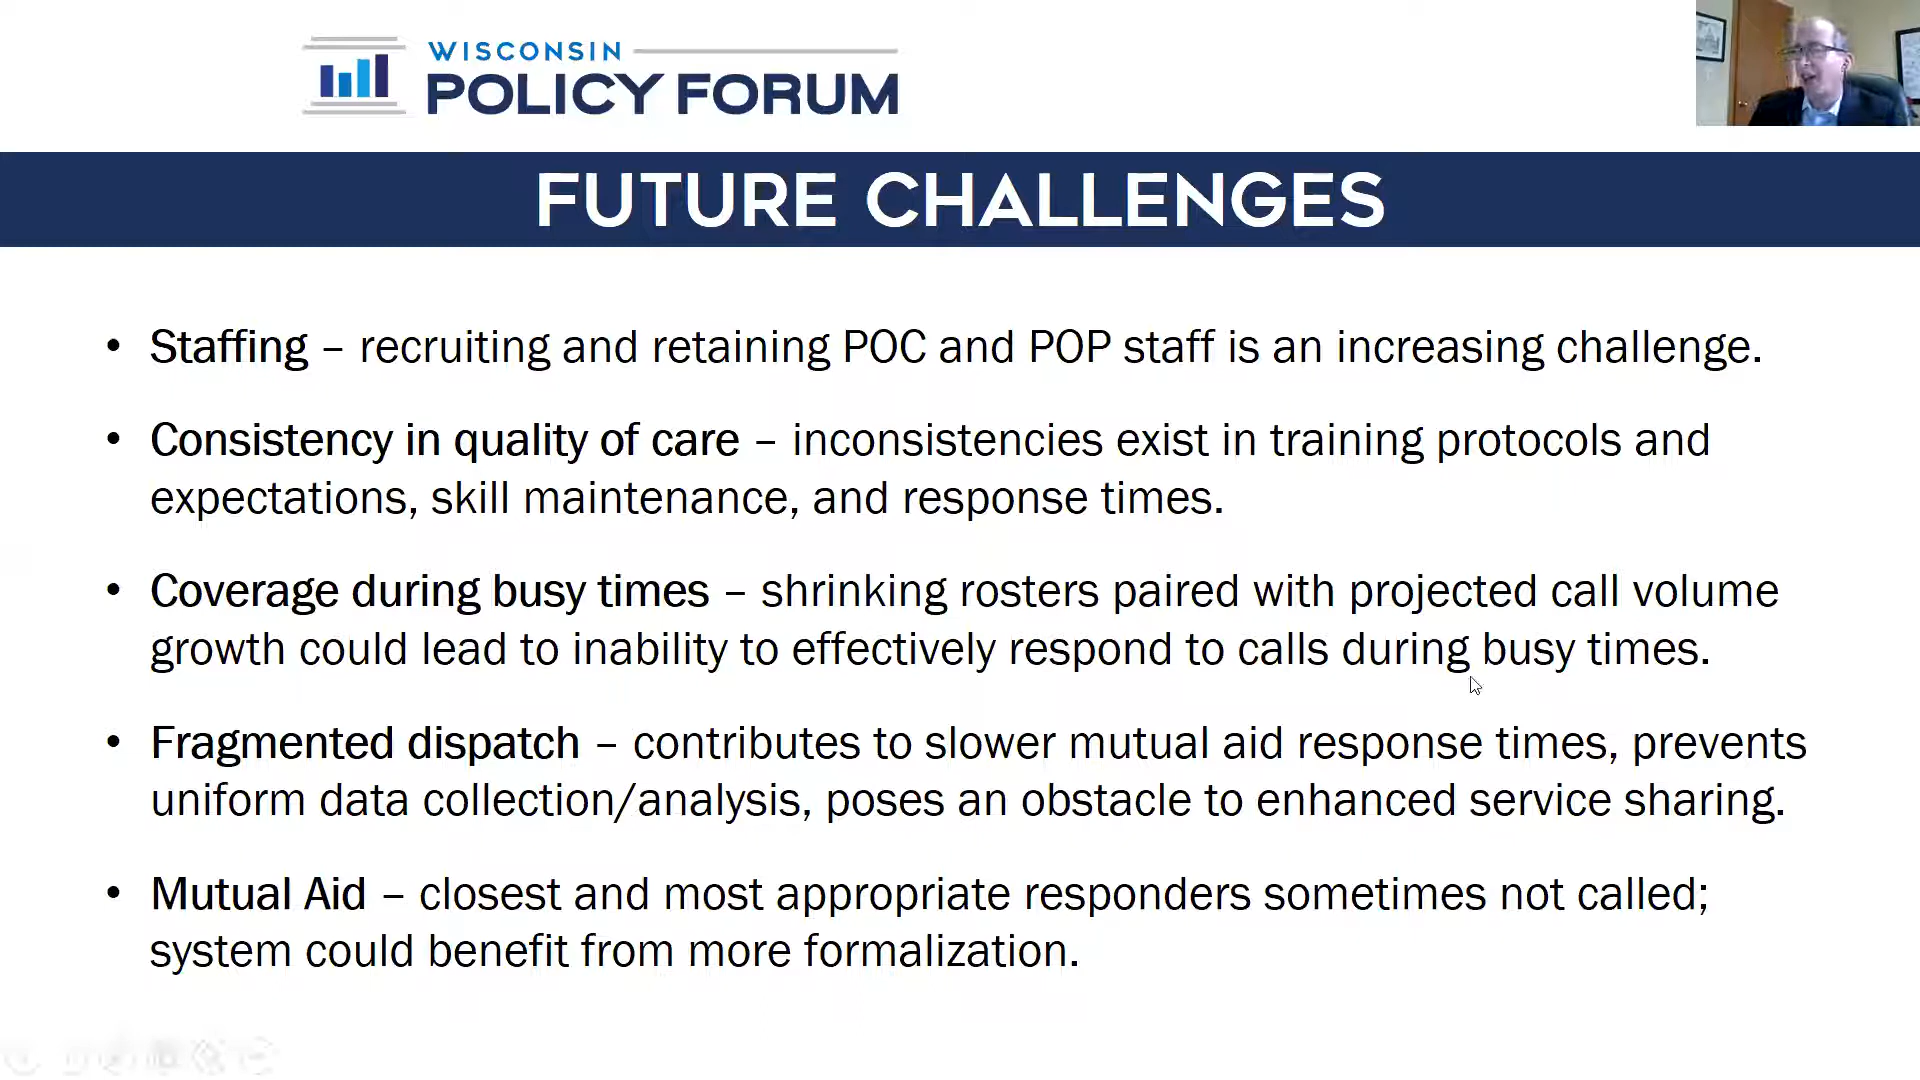 WISCONSIN
POLICY FORUM
FUTURE CHALLENGES
• Staffing – recruiting and retaining POC and POP staff is an increasing challenge.
• Consistency in quality of care – inconsistencies exist in training protocols and
expectations, skill maintenance, and response times.
• Coverage during busy times – shrinking rosters paired with projected call volume
growth could lead to inability to effectively respond to calls during busy times.
• Fragmented dispatch – contributes to slower mutual aid response times, prevents
uniform data collection/analysis, poses an obstacle to enhanced service sharing.
• Mutual Aid – closest and most appropriate responders sometimes not called;
system could benefit from more formalization.